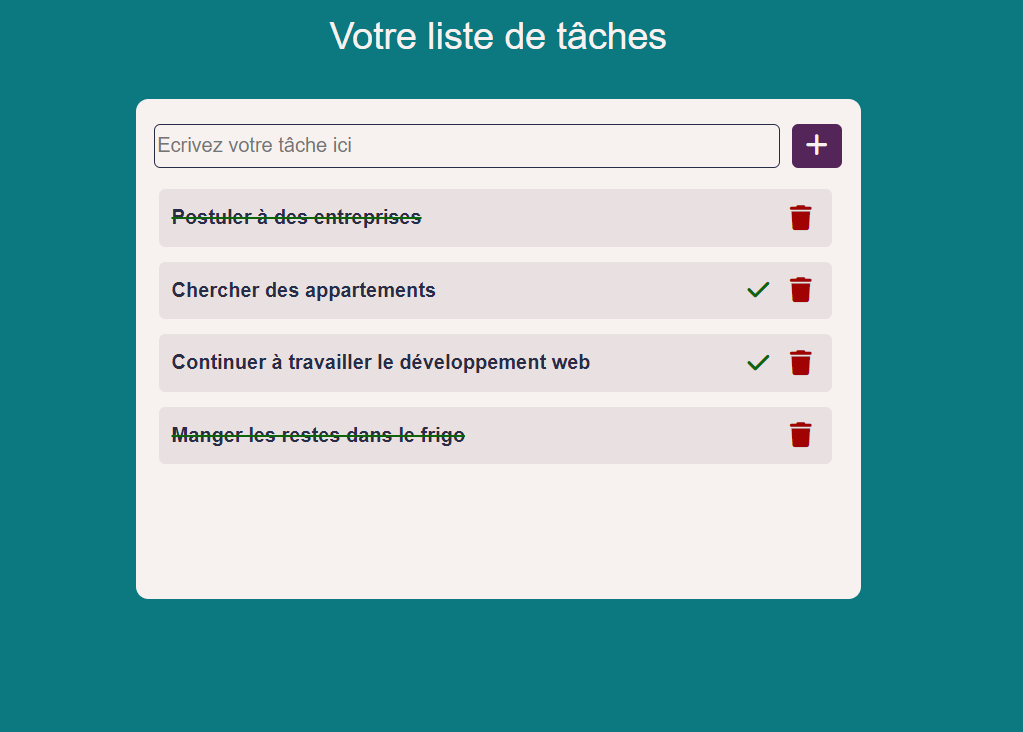 Votre liste de tâches
Ecrivez votre tâche ici
Postuler à des entreprises
Chercher des appartements
Continuer à travailler le développement web
Manger les restes dans le frigo